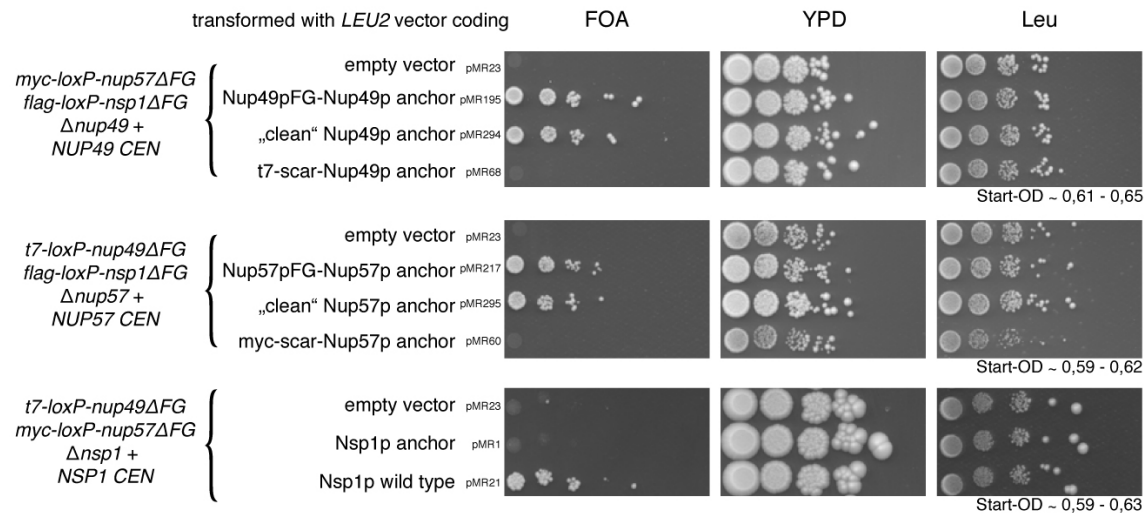 transformed with LEU2 vector coding FOA YPD Leu
myc-loxP-nup57ΔFG
flag-loxP-nsp1ΔFG
Δnup49 +
NUP49 CEN
empty vector pMR23
Nup49pFG-Nup49p anchor pMR195
„clean“ Nup49p anchor pMR294
t7-scar-Nup49p anchor pMR68
Start-OD ~ 0,61 - 0,65
t7-loxP-nup49ΔFG
flag-loxP-nsp1ΔFG
Δnup57 +
NUP57 CEN
empty vector pMR23
Nup57pFG-Nup57p anchor pMR217
„clean“ Nup57p anchor pMR295
myc-scar-Nup57p anchor pMR60
Start-OD ~ 0,59 - 0,62
t7-loxP-nup49ΔFG
myc-loxP-nup57ΔFG
Δnsp1 +
NSP1 CEN
empty vector pMR23
Nsp1p anchor pMR1
Nsp1p wild type pMR21
Start-OD ~ 0,59 - 0,63